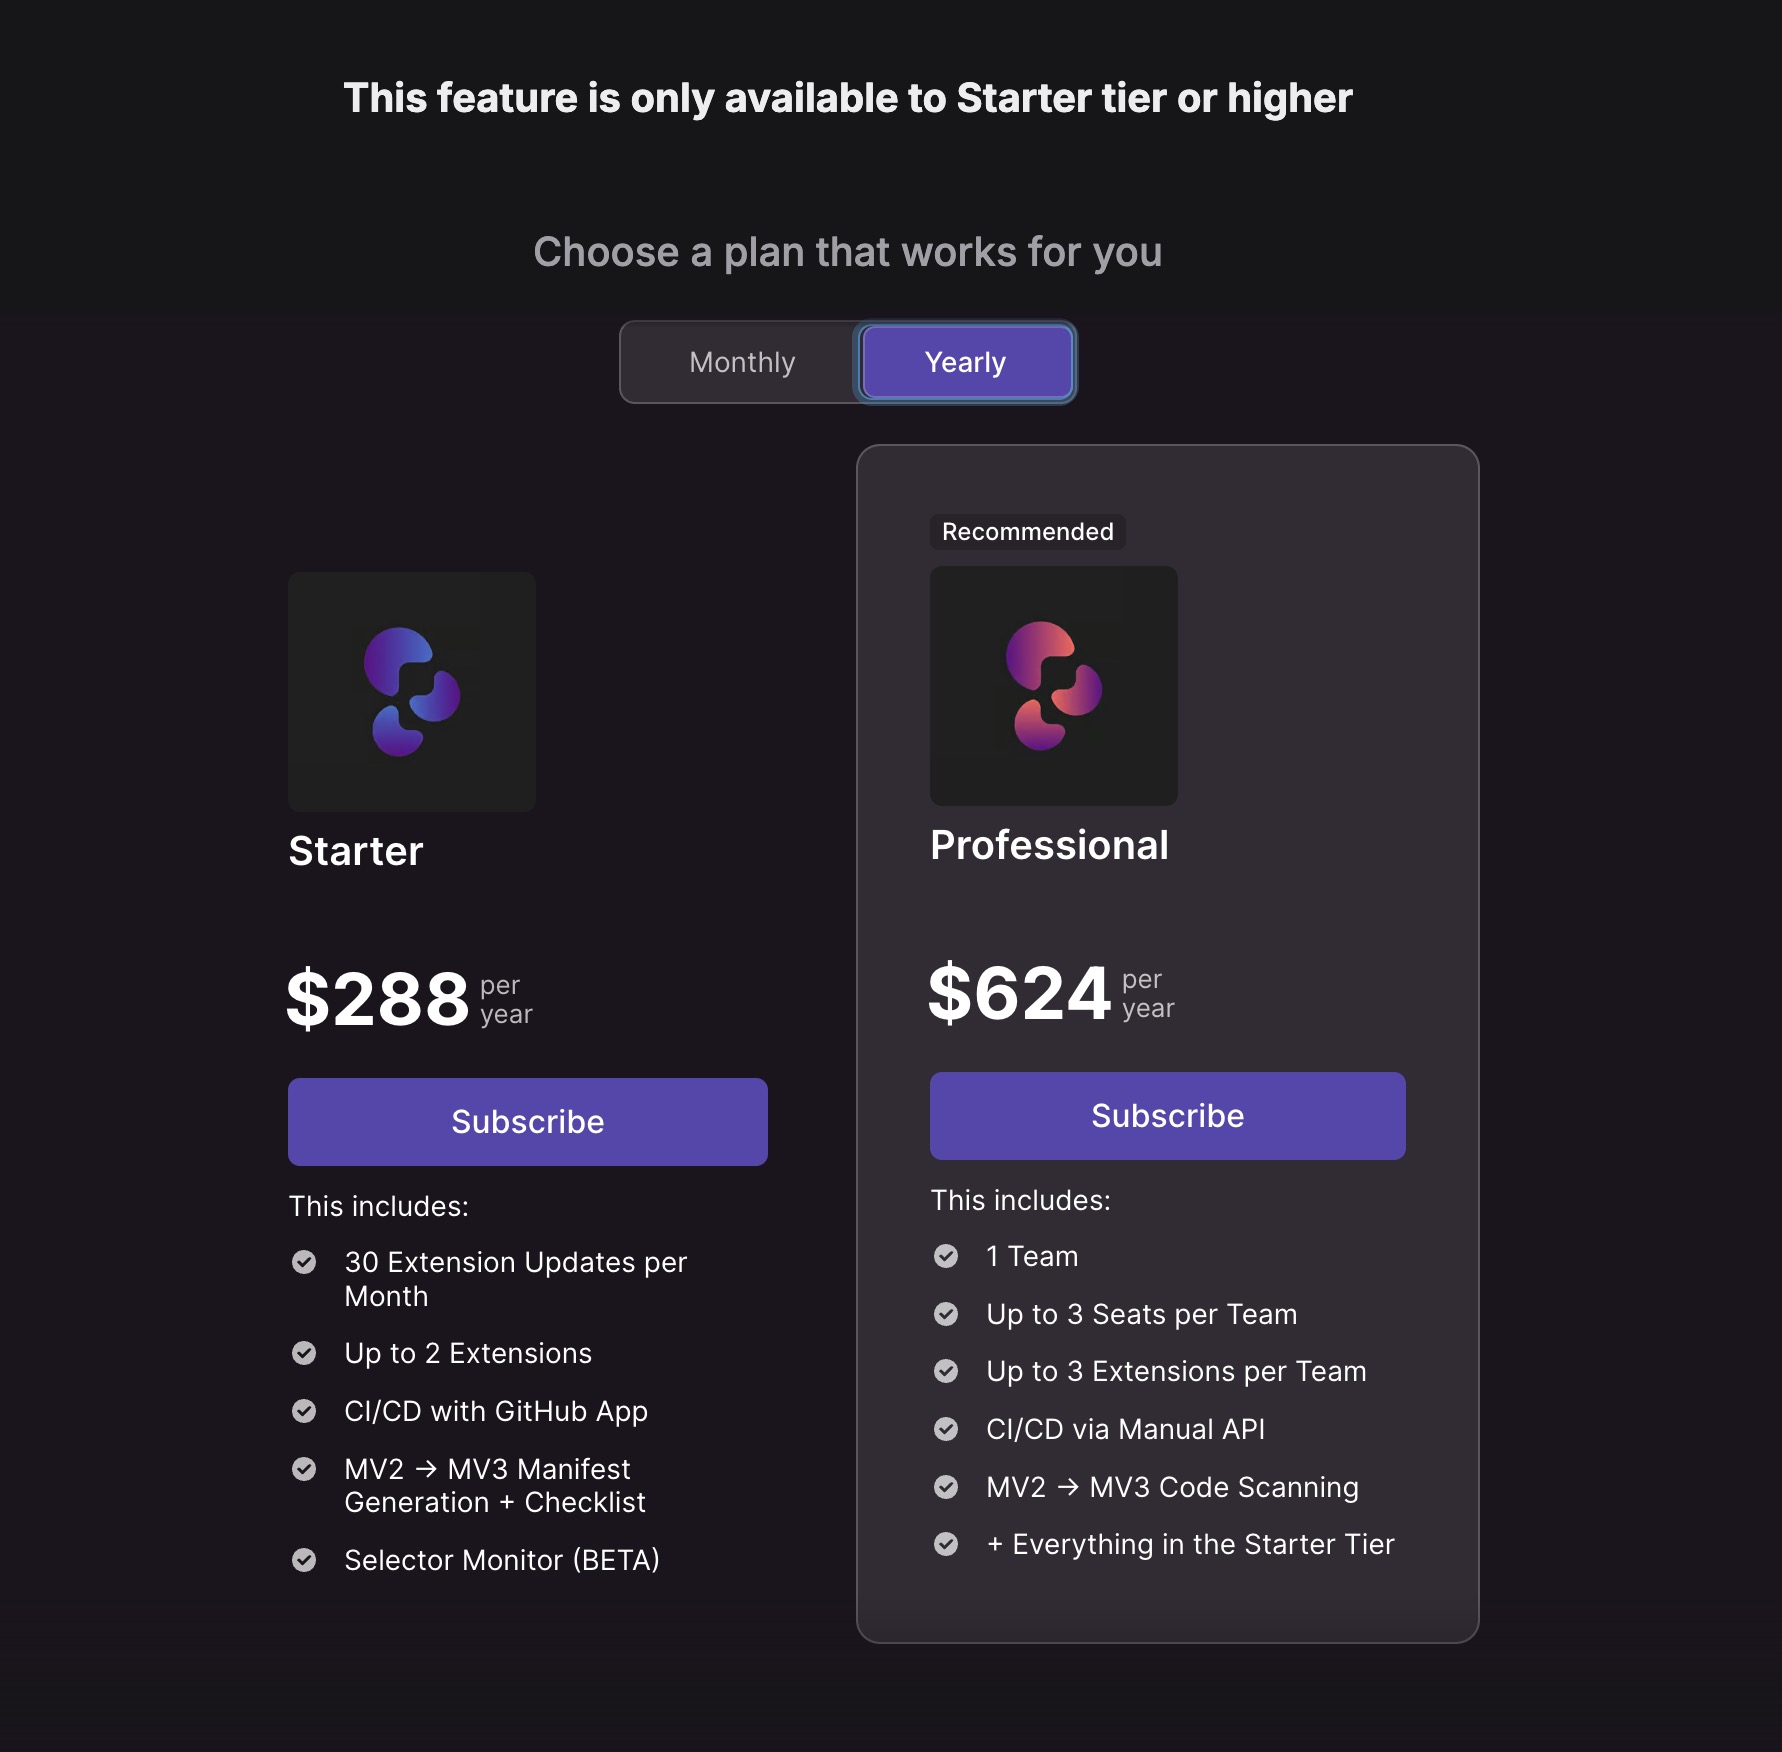 This feature is only available to Starter tier or higher
Choose a plan that works for you
Monthly
Yearly
Starter
$288 per
year
Subscribe
This includes:
30 Extension Updates per
Month
Up to 2 Extensions
CI/CD with GitHub App
MV2 → MV3 Manifest
Generation + Checklist
Selector Monitor (BETA)
Recommended
Professional
$624 per
year
Subscribe
This includes:
1 Team
Up to 3 Seats per Team
Up to 3 Extensions per Team
CI/CD via Manual API
MV2 → MV3 Code Scanning
+ Everything in the Starter Tier